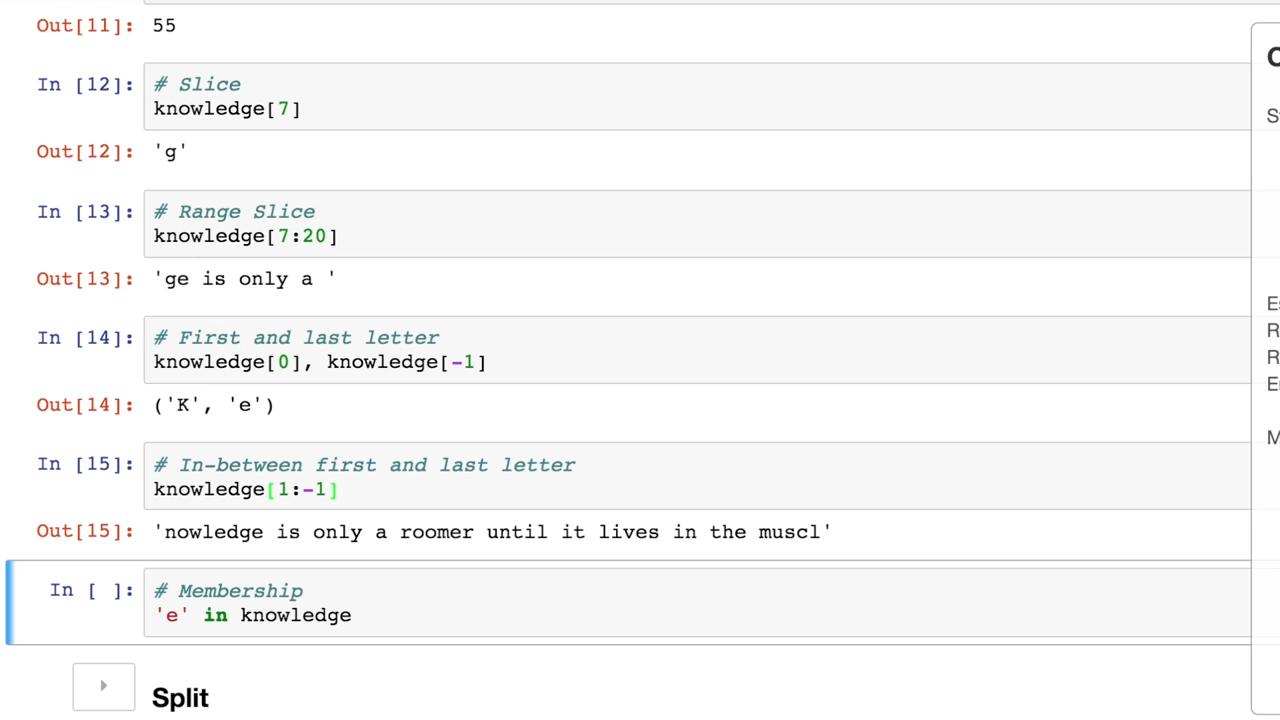 Out[11]: 55
In [12]: # Slice
knowledge[7]
Out[12]: 'g'
In [13]: # Range Slice
knowledge[7:20]
Out[13]: 'ge is only a '
In [14]: # First and last letter
knowledge[0], knowledge[-1]
Out[14]: ('K', 'e')
In [15]: # In-between first and last letter
knowledge[1:-1]
Out[15]: 'nowledge is only a roomer until it lives in the muscl'
In [ ]: # Membership
'e' in knowledge
Split